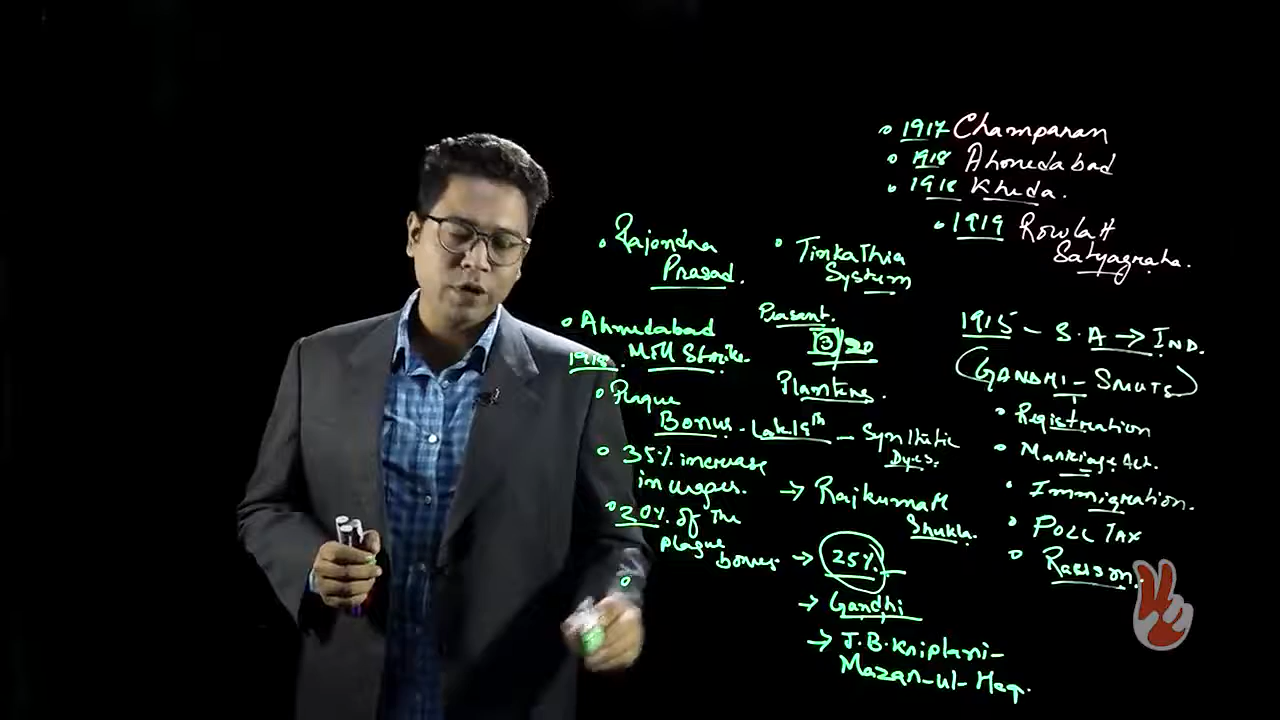 • 1917 Champaran
• 1918 Ahmedabad
• 1918 Kheda.
• 1919 Rowlatt
Satyagraha.
• Rajendra
Prasad.
• Tinkathia
System
Peasant.
3/20
Planters.
• Ahmedabad
1918. Mill Strike.
• Plague
Bonus. - Late 19th - Synthetic
Dyes.
• 35% increase
in wages.
• 20% of the
plague
bonus
→ Rajkumar
Shukla.
→ 25%
→ Gandhi
→ J.B. Kriplani -
Mazar-ul-Haq.
1915 - S.A → IND.
(GANDHI - SMUTS)
• Registration
• Marriage Act.
• Immigration.
• POLL TAX
• Racism.